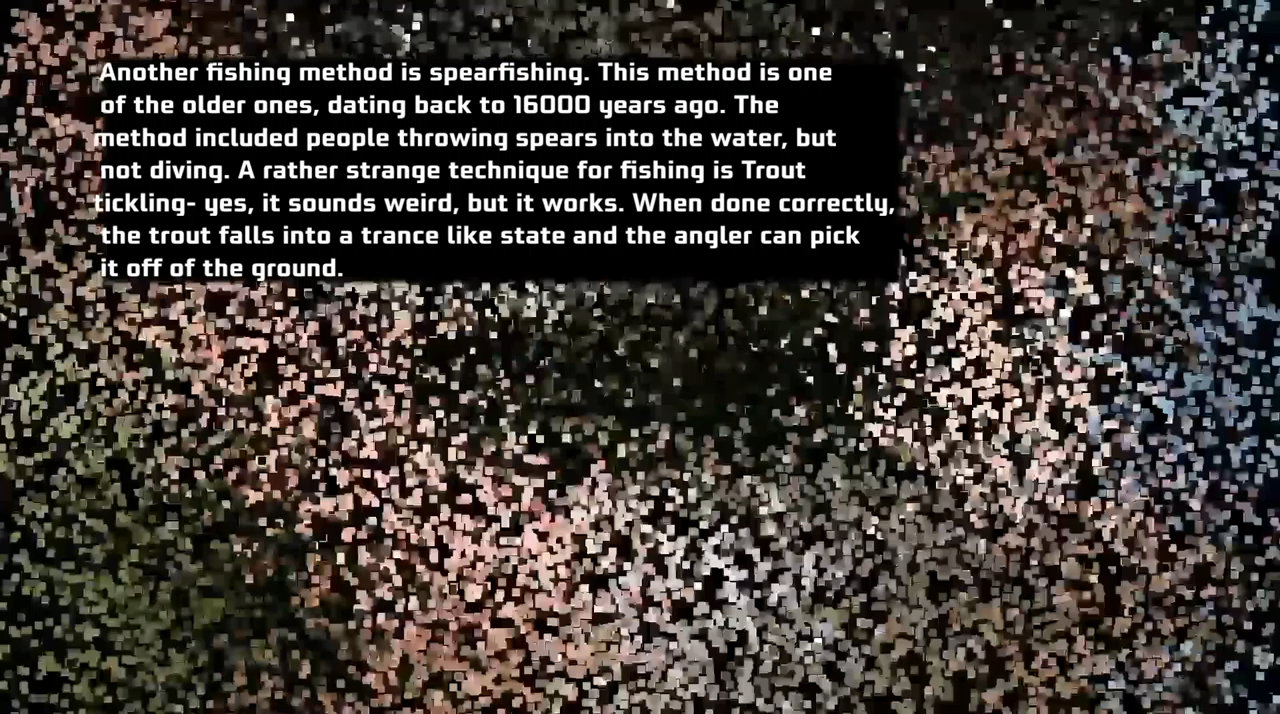 Another fishing method is spearfishing. This method is one
of the older ones, dating back to 16000 years ago. The
method included people throwing spears into the water, but
not diving. A rather strange technique for fishing is Trout
tickling- yes, it sounds weird, but it works. When done correctly,
the trout falls into a trance like state and the angler can pick
it off of the ground.